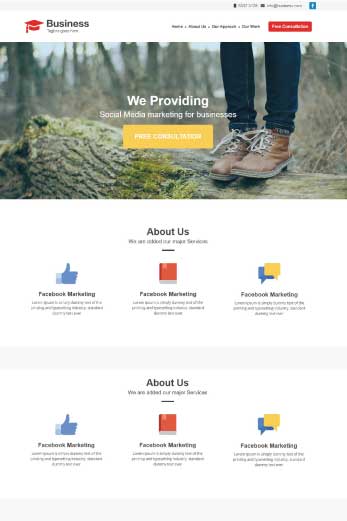 info@business.com
Business
Tagline goes here
Home About Us Our Approach Our Work Free Consultation
We Providing
Social Media marketing for businesses
FREE CONSULTATION
About Us
We are added our major Services
Facebook Marketing Facebook Marketing Facebook Marketing
Lorem Ipsum is simply dummy text of the Lorem Ipsum is simply dummy text of the Lorem Ipsum is simply dummy text of the
printing and typesetting industry. standard printing and typesetting industry. standard printing and typesetting industry. standard
dummy text ever dummy text ever dummy text ever
About Us
We are added our major Services
Facebook Marketing Facebook Marketing Facebook Marketing
Lorem Ipsum is simply dummy text of the Lorem Ipsum is simply dummy text of the Lorem Ipsum is simply dummy text of the
printing and typesetting industry. standard printing and typesetting industry. standard printing and typesetting industry. standard
dummy text ever dummy text ever dummy text ever